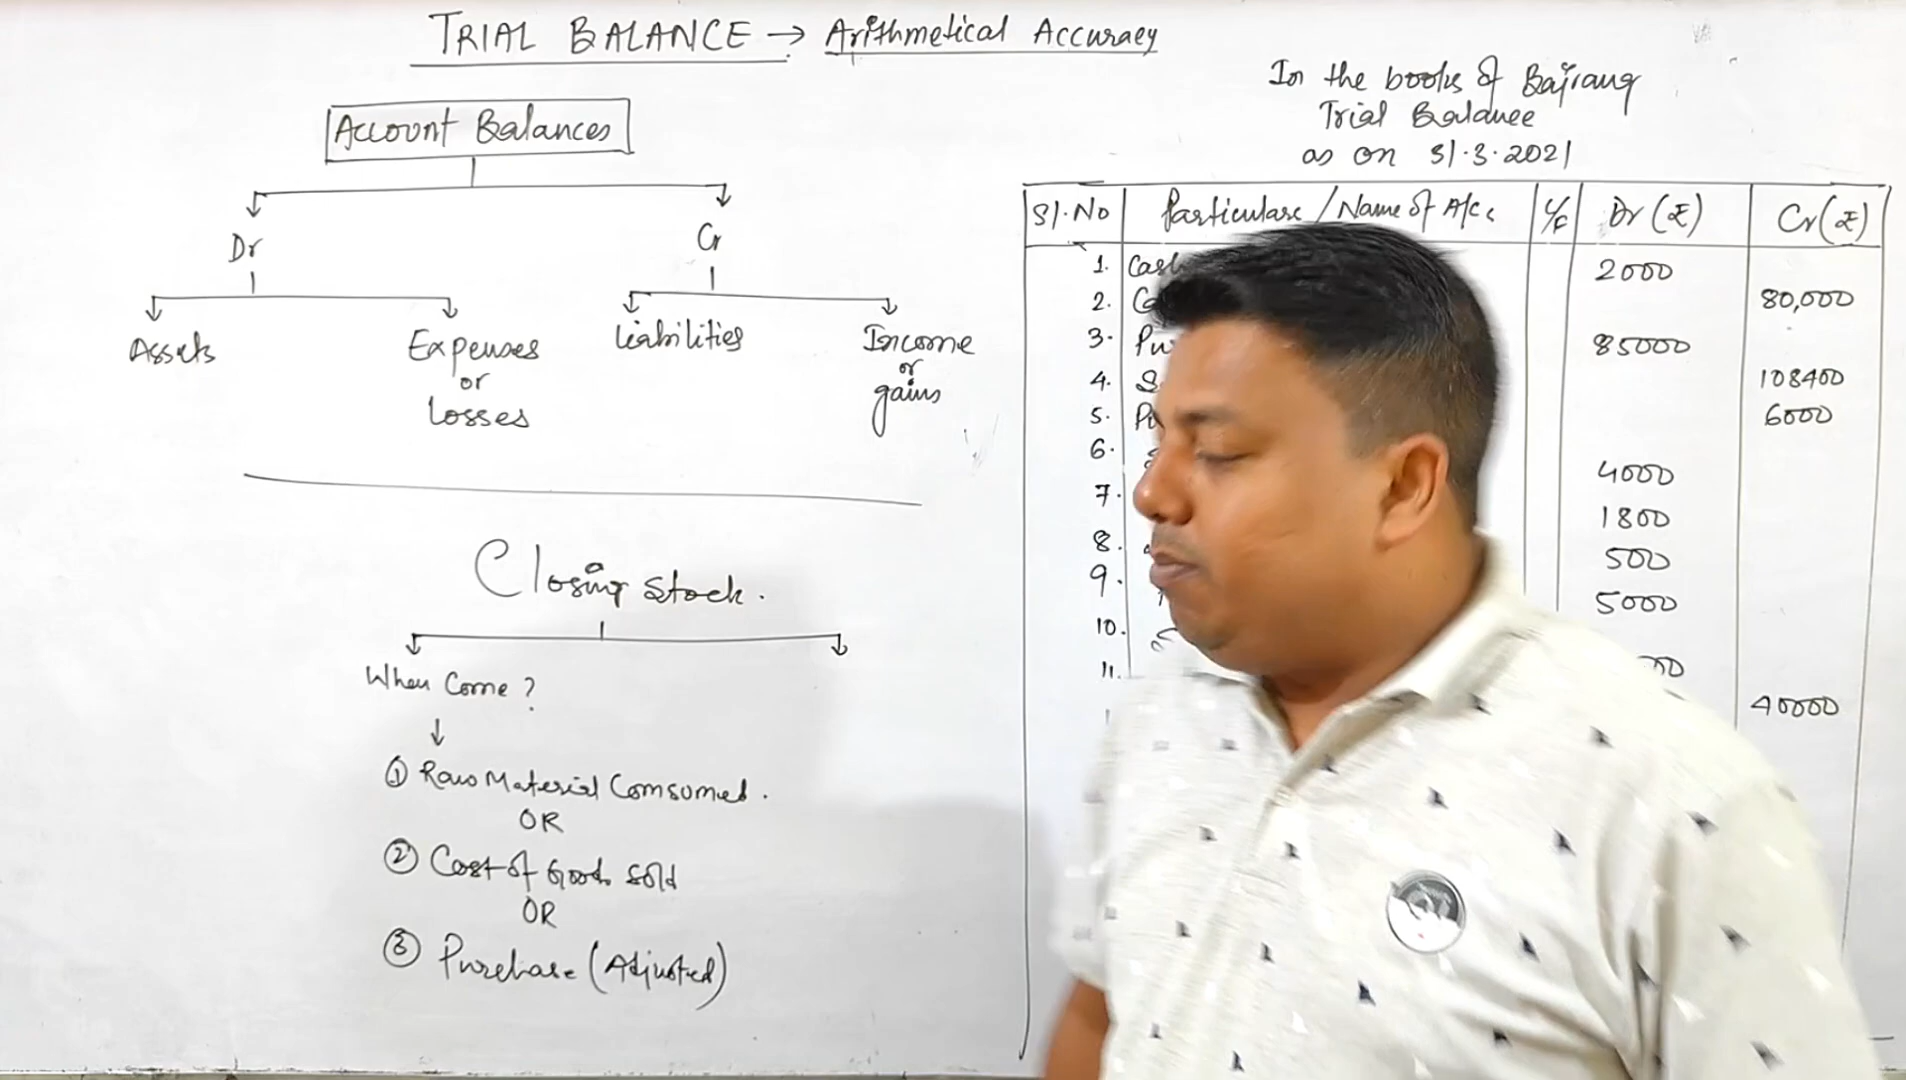 TRIAL BALANCE → Arithmetical Accuracy
Account Balances
Dr
Cr
Assets
Expenses
or
Losses
Liabilities
Income
or
gains
Closing Stock.
When Come ?
① Raw Material Comsumed.
OR
② Cost of Goods Sold
OR
③ Purchase (Adjusted)
In the books of Bajrang
Trial Balance
as on 31.3.2021
Sl.No Particulars / Name of A/cs L/F Dr (₹) Cr (₹)
1. 2000
2. 80,000
3. 85000
4. 108400
5. 6000
6. 4000
7. 1800
8. 500
9. 5000
10.
11.
40000